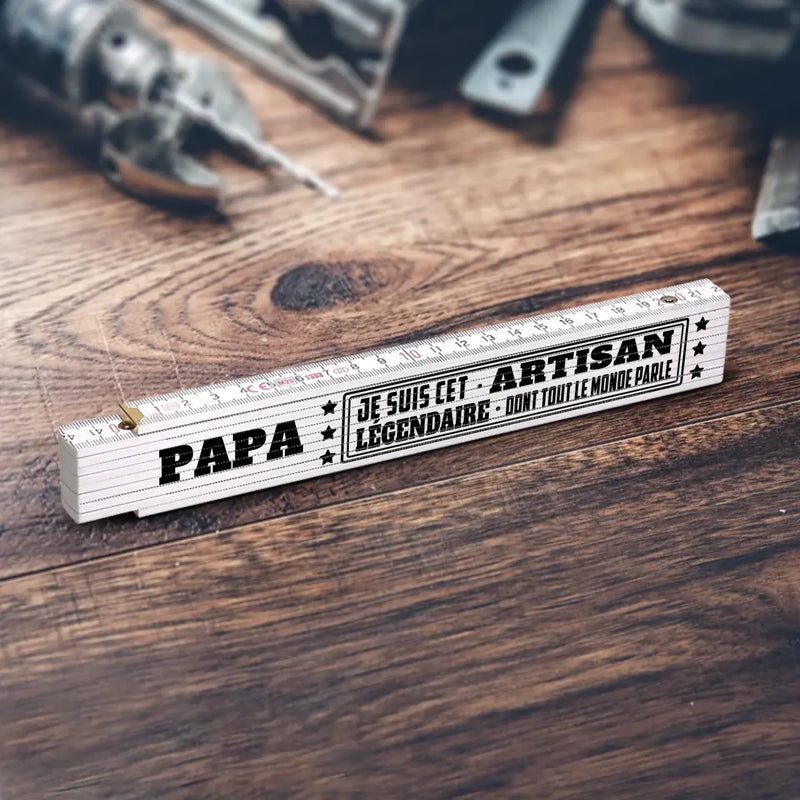 PAPA
JE SUIS CET · ARTISAN
LÉGENDAIRE · DONT TOUT LE MONDE PARLE